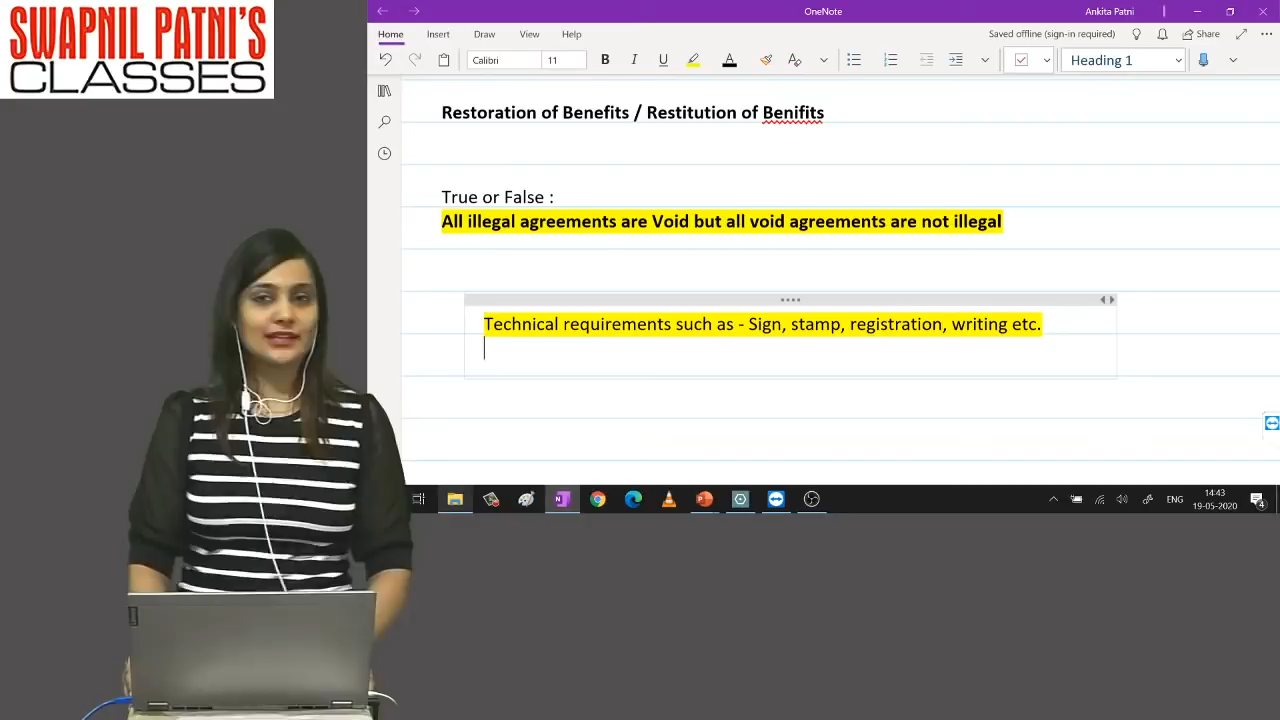 SWAPNIL PATNI'S
CLASSES
OneNote
Ankita Patni
Home Insert Draw View Help
Saved offline (sign-in required)
Share
Calibri 11 B I U A Heading 1
Restoration of Benefits / Restitution of Benifits
True or False :
All illegal agreements are Void but all void agreements are not illegal
Technical requirements such as - Sign, stamp, registration, writing etc.
ENG
14:43
19-05-2020
4